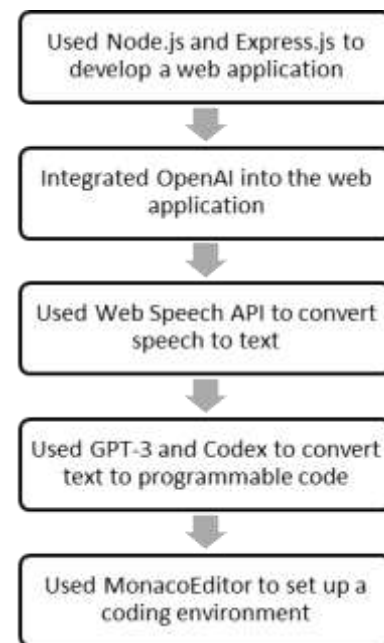 Used Node.js and Express.js to
develop a web application
Integrated OpenAI into the web
application
Used Web Speech API to convert
speech to text
Used GPT-3 and Codex to convert
text to programmable code
Used MonacoEditor to set up a
coding environment